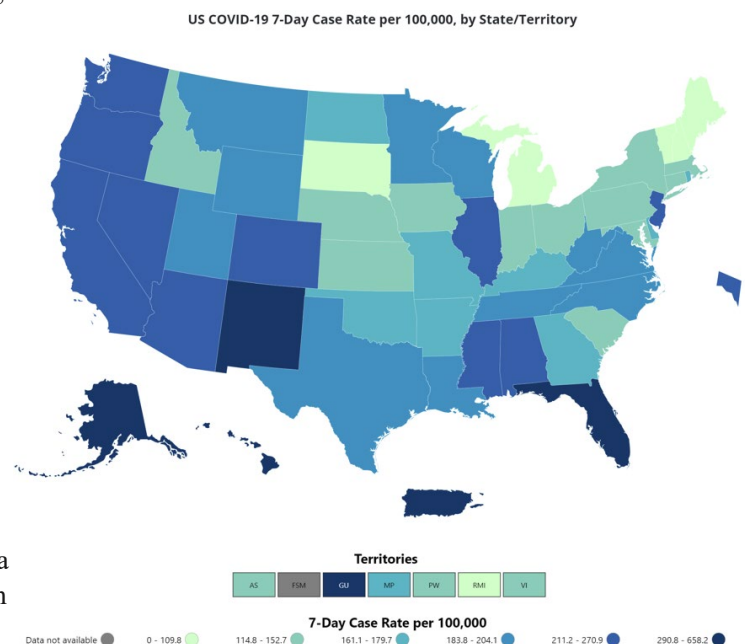 US COVID-19 7-Day Case Rate per 100,000, by State/Territory
a
n
Territories
AS FSM GU MP PW RMI VI
7-Day Case Rate per 100,000
Data not available 0 - 109.8 114.8 - 152.7 161.1 - 179.7 183.8 - 204.1 211.2 - 270.9 290.8 - 658.2